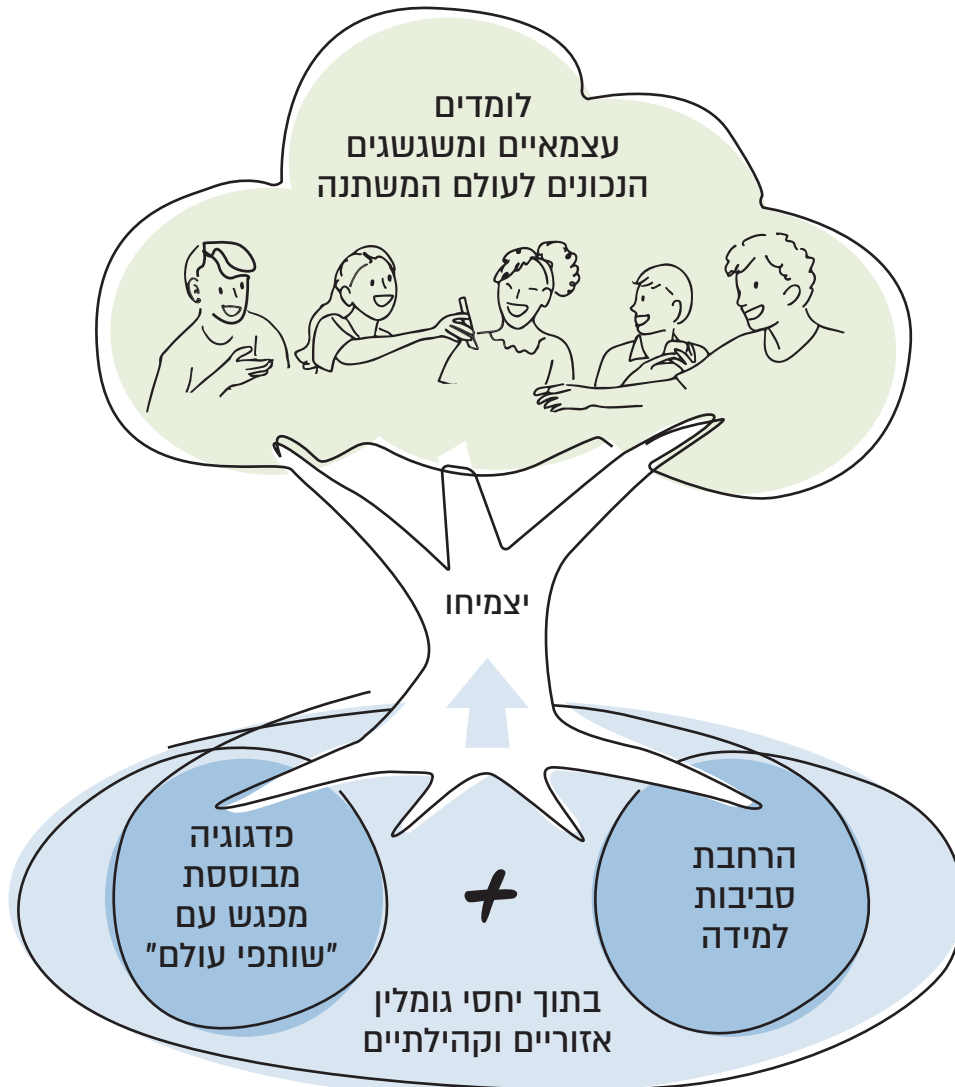 לומדים
עצמאיים ומשגשגים
הנכונים לעולם המשתנה
יצמיחו
הרחבת
סביבות
למידה
+
פדגוגיה
מבוססת
מפגש עם
"שותפי עולם"
בתוך יחסי גומלין
אזוריים וקהילתיים